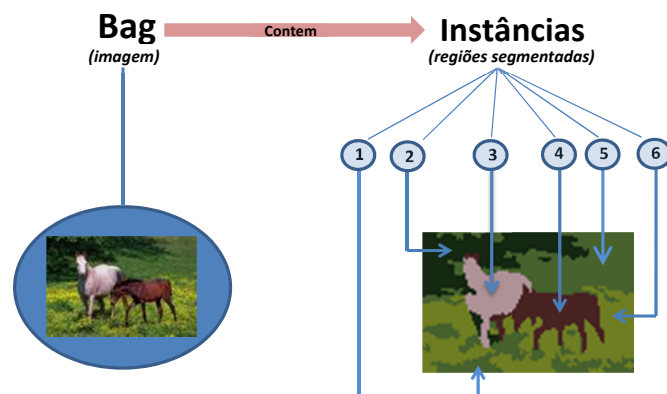 Bag
(imagem)
Contem
Instâncias
(regiões segmentadas)
1
2
3
4
5
6